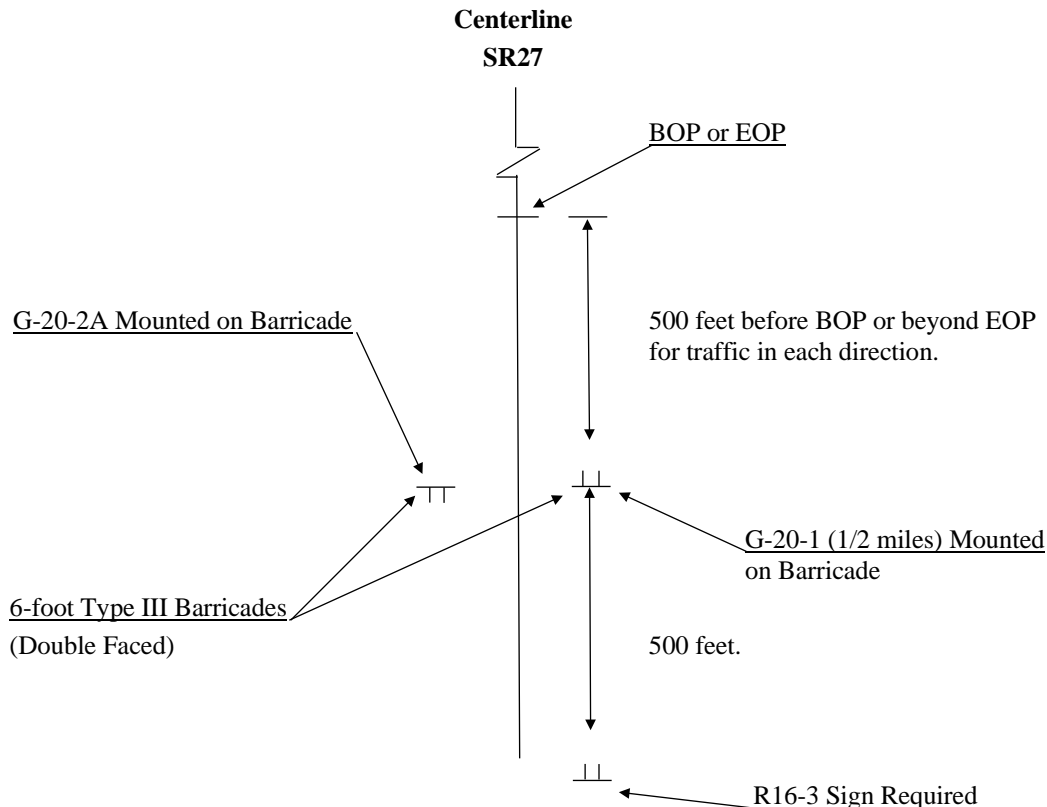 Centerline
SR27
BOP or EOP
G-20-2A Mounted on Barricade
500 feet before BOP or beyond EOP
for traffic in each direction.
G-20-1 (1/2 miles) Mounted
on Barricade
6-foot Type III Barricades
(Double Faced)
500 feet.
R16-3 Sign Required